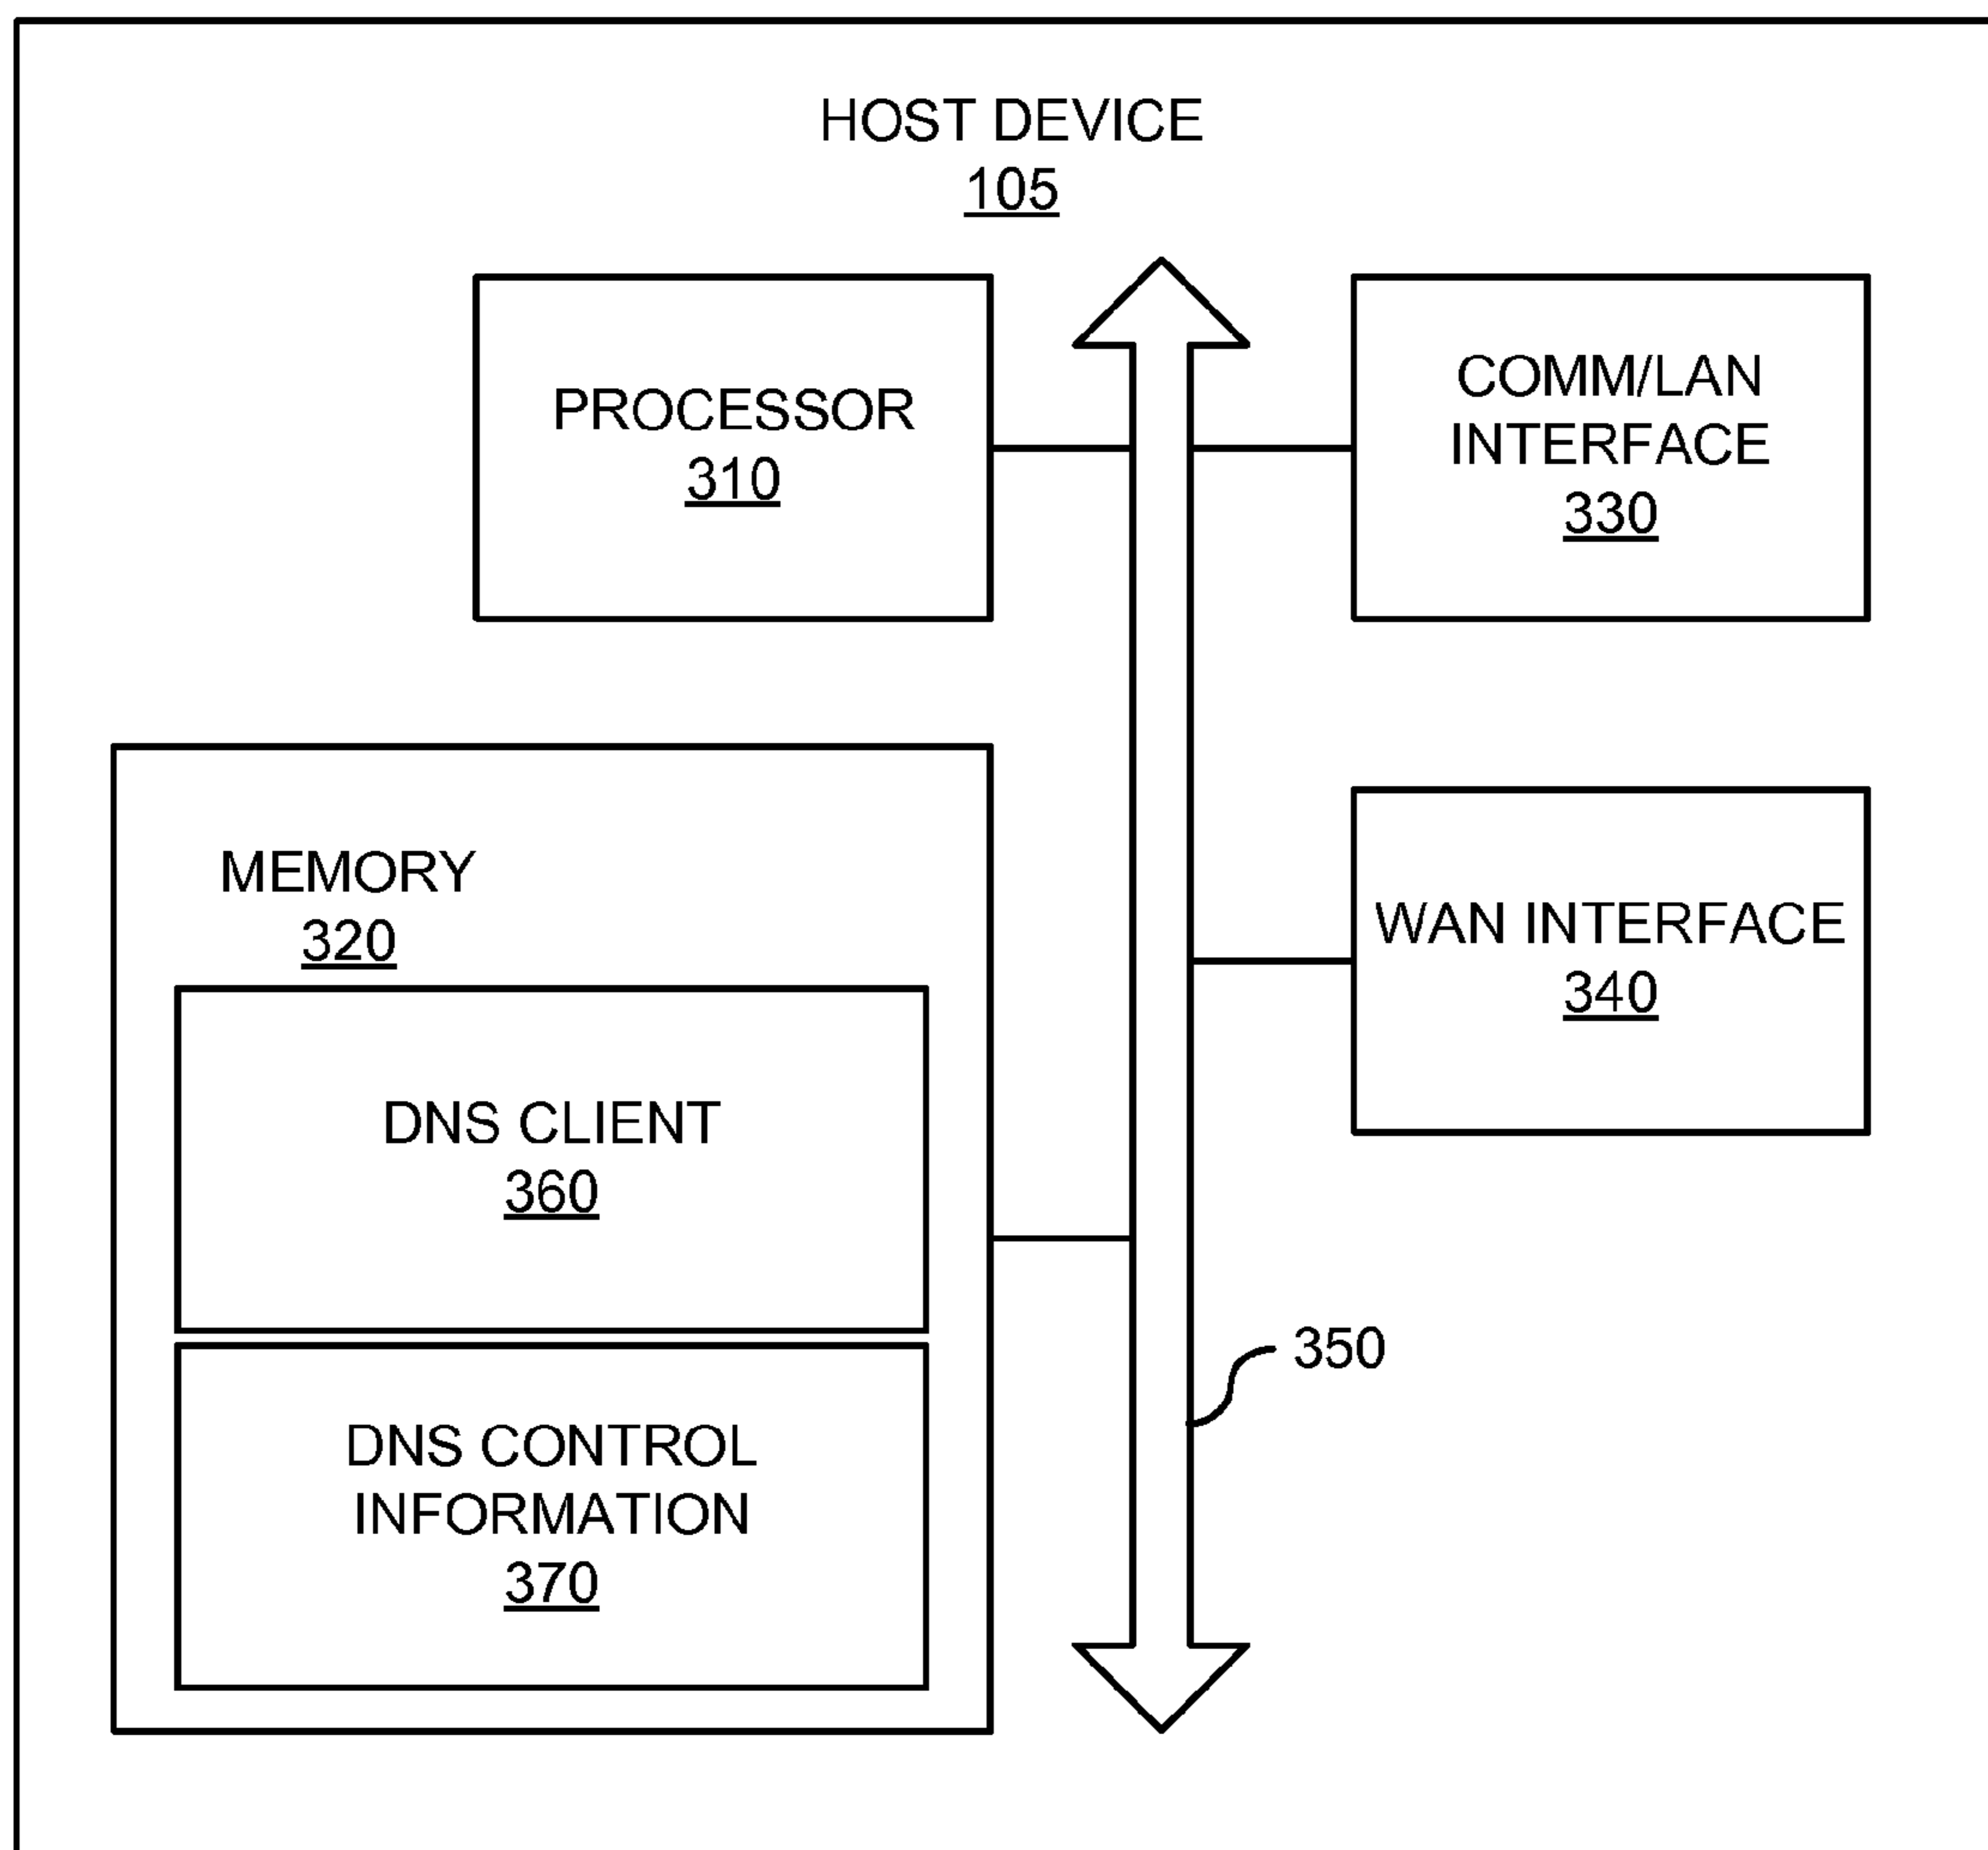 HOST DEVICE
105
PROCESSOR
310
COMM/LAN
INTERFACE
330
MEMORY
320
WAN INTERFACE
340
DNS CLIENT
360
350
DNS CONTROL
INFORMATION
370